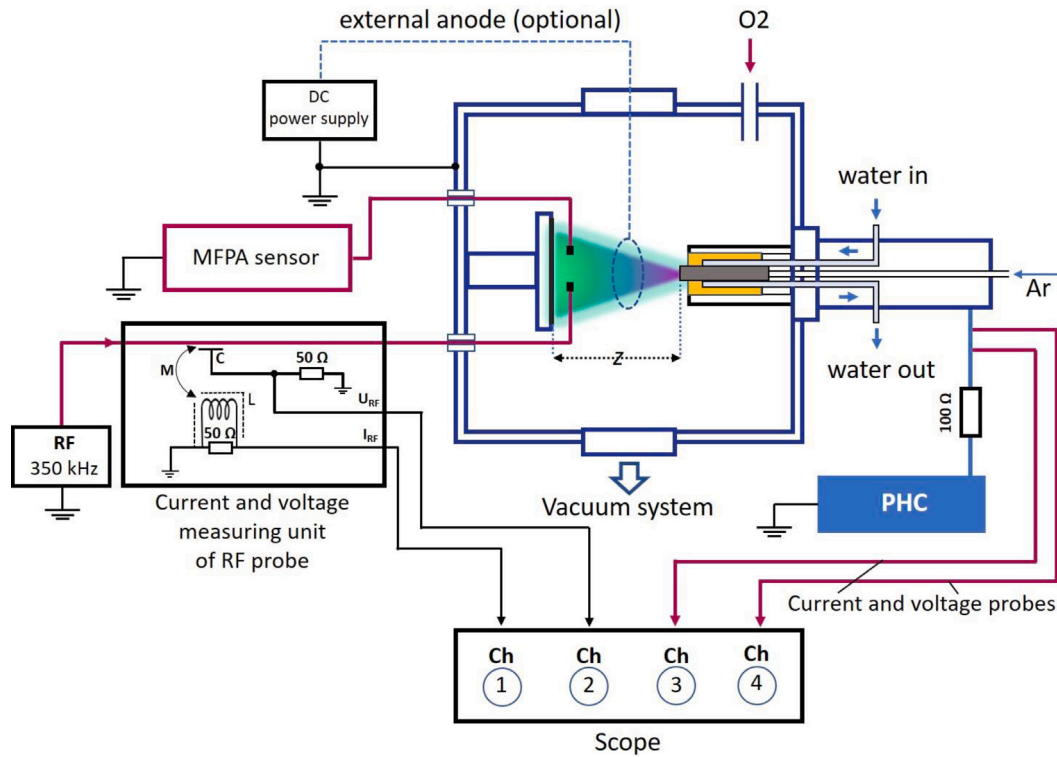 external anode (optional)
O2
DC
power supply
water in
MFPA sensor
Ar
Z
water out
M
C
50 Ω
L
U_RF
50 Ω
I_RF
100 Ω
RF
350 kHz
Vacuum system
PHC
Current and voltage
measuring unit
of RF probe
Current and voltage probes
Ch
1
Ch
2
Ch
3
Ch
4
Scope